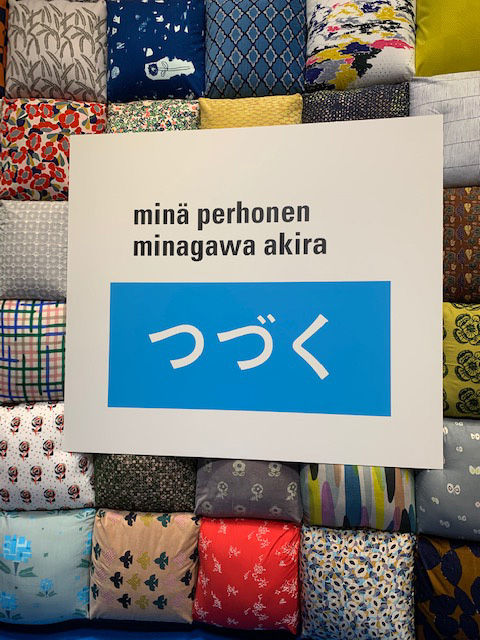 minä perhonen
minagawa akira
つづく